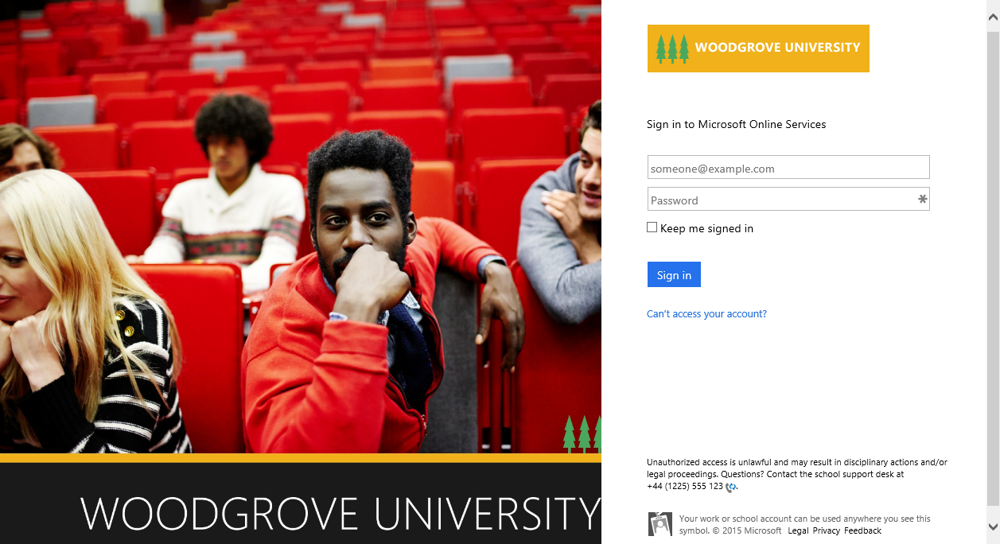 WOODGROVE UNIVERSITY
Sign in to Microsoft Online Services
someone@example.com
Password
Keep me signed in
Sign in
Can't access your account?
Unauthorized access is unlawful and may result in disciplinary actions and/or
legal proceedings. Questions? Contact the school support desk at
+44 (1225) 555 123.
Your work or school account can be used anywhere you see this
symbol. © 2015 Microsoft Legal Privacy Feedback
WOODGROVE UNIVERSITY